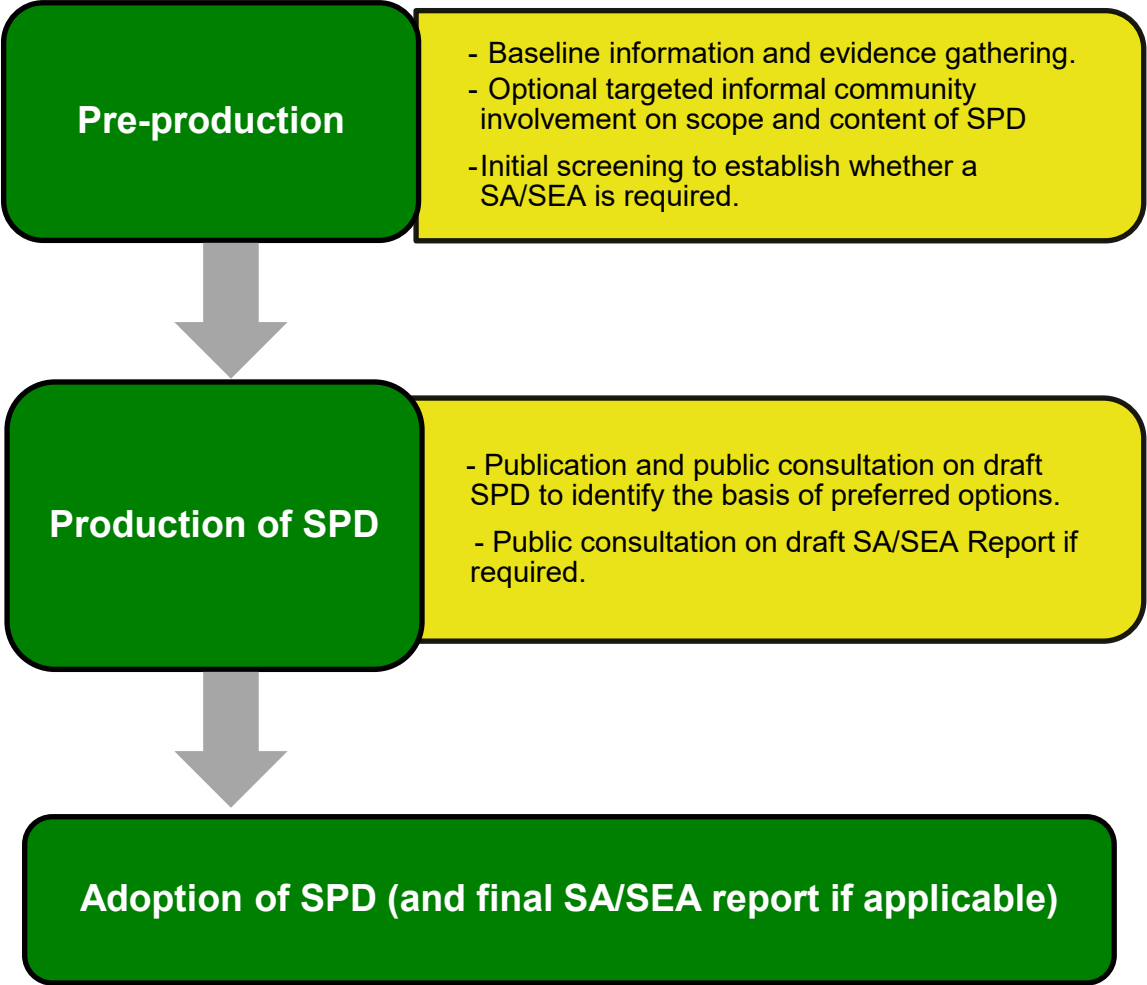 Pre-production
- Baseline information and evidence gathering.
- Optional targeted informal community
involvement on scope and content of SPD
-Initial screening to establish whether a
SA/SEA is required.
Production of SPD
- Publication and public consultation on draft
SPD to identify the basis of preferred options.
- Public consultation on draft SA/SEA Report if
required.
Adoption of SPD (and final SA/SEA report if applicable)